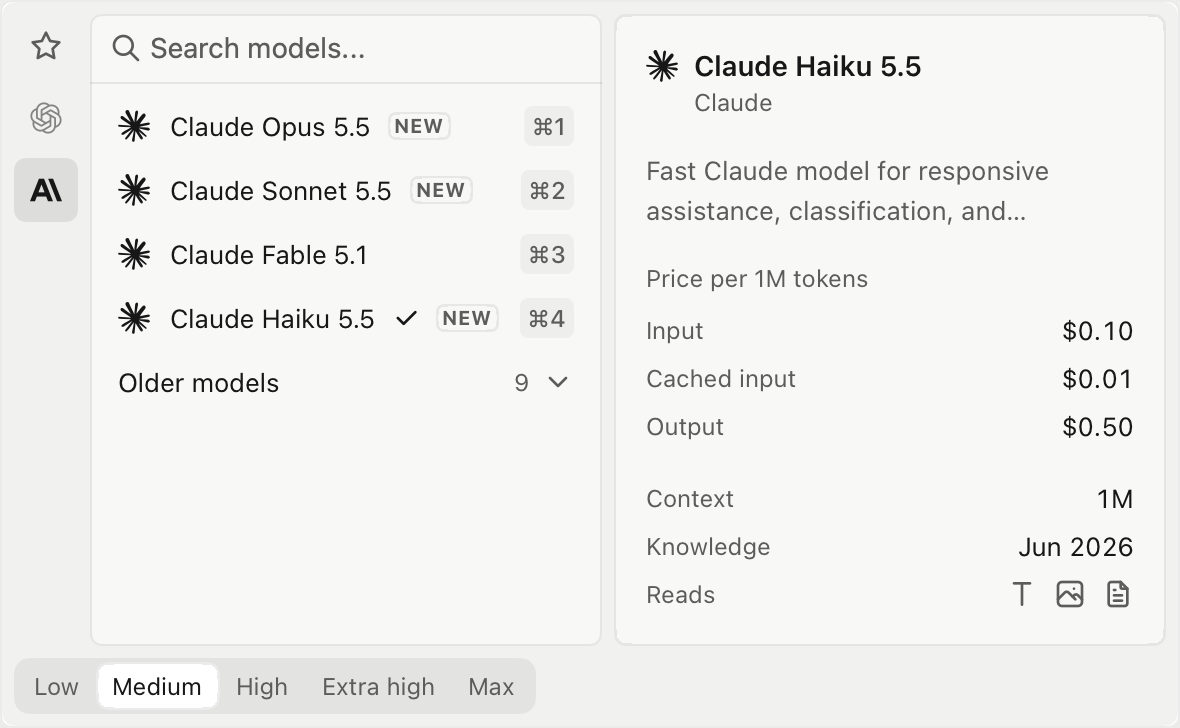 Search models...
Claude Opus 5.5 NEW ⌘1
Claude Sonnet 5.5 NEW ⌘2
Claude Fable 5.1 ⌘3
Claude Haiku 5.5 NEW ⌘4
Older models 9
Claude Haiku 5.5
Claude
Fast Claude model for responsive
assistance, classification, and...
Price per 1M tokens
Input $0.10
Cached input $0.01
Output $0.50
Context 1M
Knowledge Jun 2026
Reads
Low Medium High Extra high Max